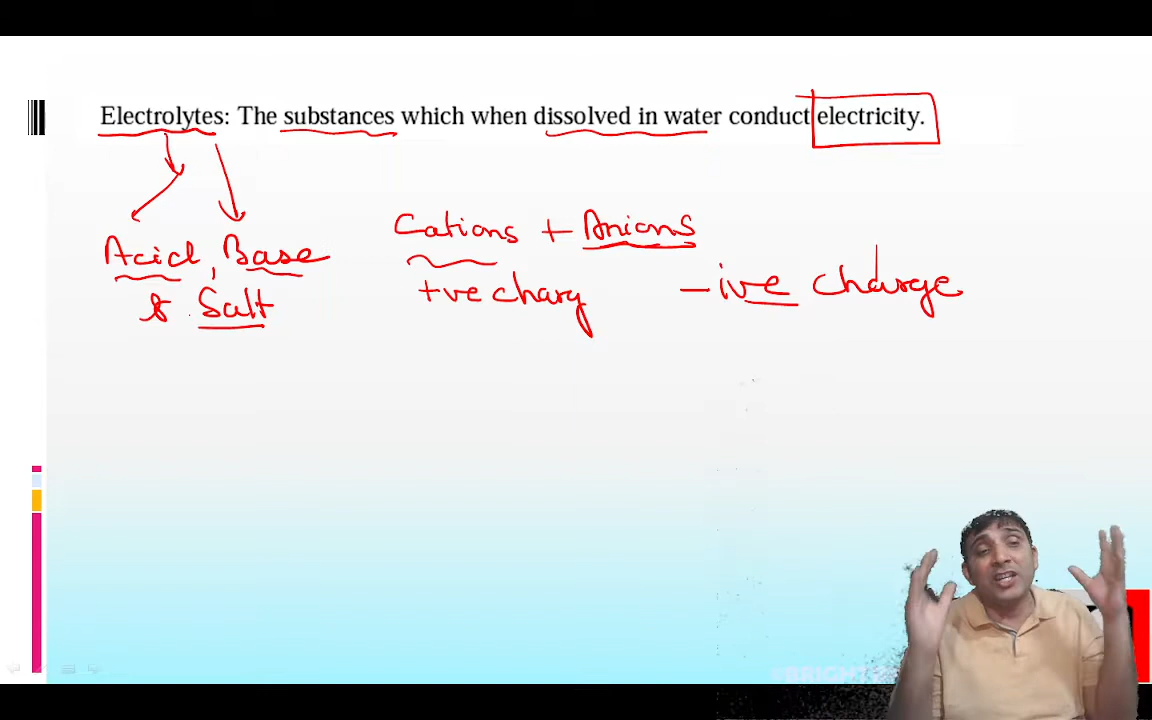 Electrolytes: The substances which when dissolved in water conduct electricity.
Cations + Anions
Acid, Base
+ve charg
-ive charge
& Salt